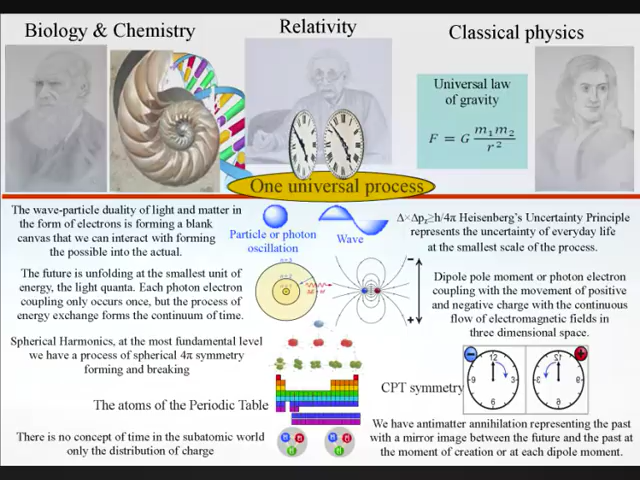 Biology & Chemistry
Relativity
Classical physics
Universal law
of gravity
F = G m1m2 / r²
One universal process
The wave-particle duality of light and matter in
the form of electrons is forming a blank
canvas that we can interact with forming
the possible into the actual.
Particle or photon
oscillation
Wave
Δ×Δpₓ≥h/4π Heisenberg's Uncertainty Principle
represents the uncertainty of everyday life
at the smallest scale of the process.
The future is unfolding at the smallest unit of
energy, the light quanta. Each photon electron
coupling only occurs once, but the process of
energy exchange forms the continuum of time.
Dipole pole moment or photon electron
coupling with the movement of positive
and negative charge with the continuous
flow of electromagnetic fields in
three dimensional space.
Spherical Harmonics, at the most fundamental level
we have a process of spherical 4π symmetry
forming and breaking
CPT symmetry
The atoms of the Periodic Table
There is no concept of time in the subatomic world
only the distribution of charge
We have antimatter annihilation representing the past
with a mirror image between the future and the past at
the moment of creation or at each dipole moment.